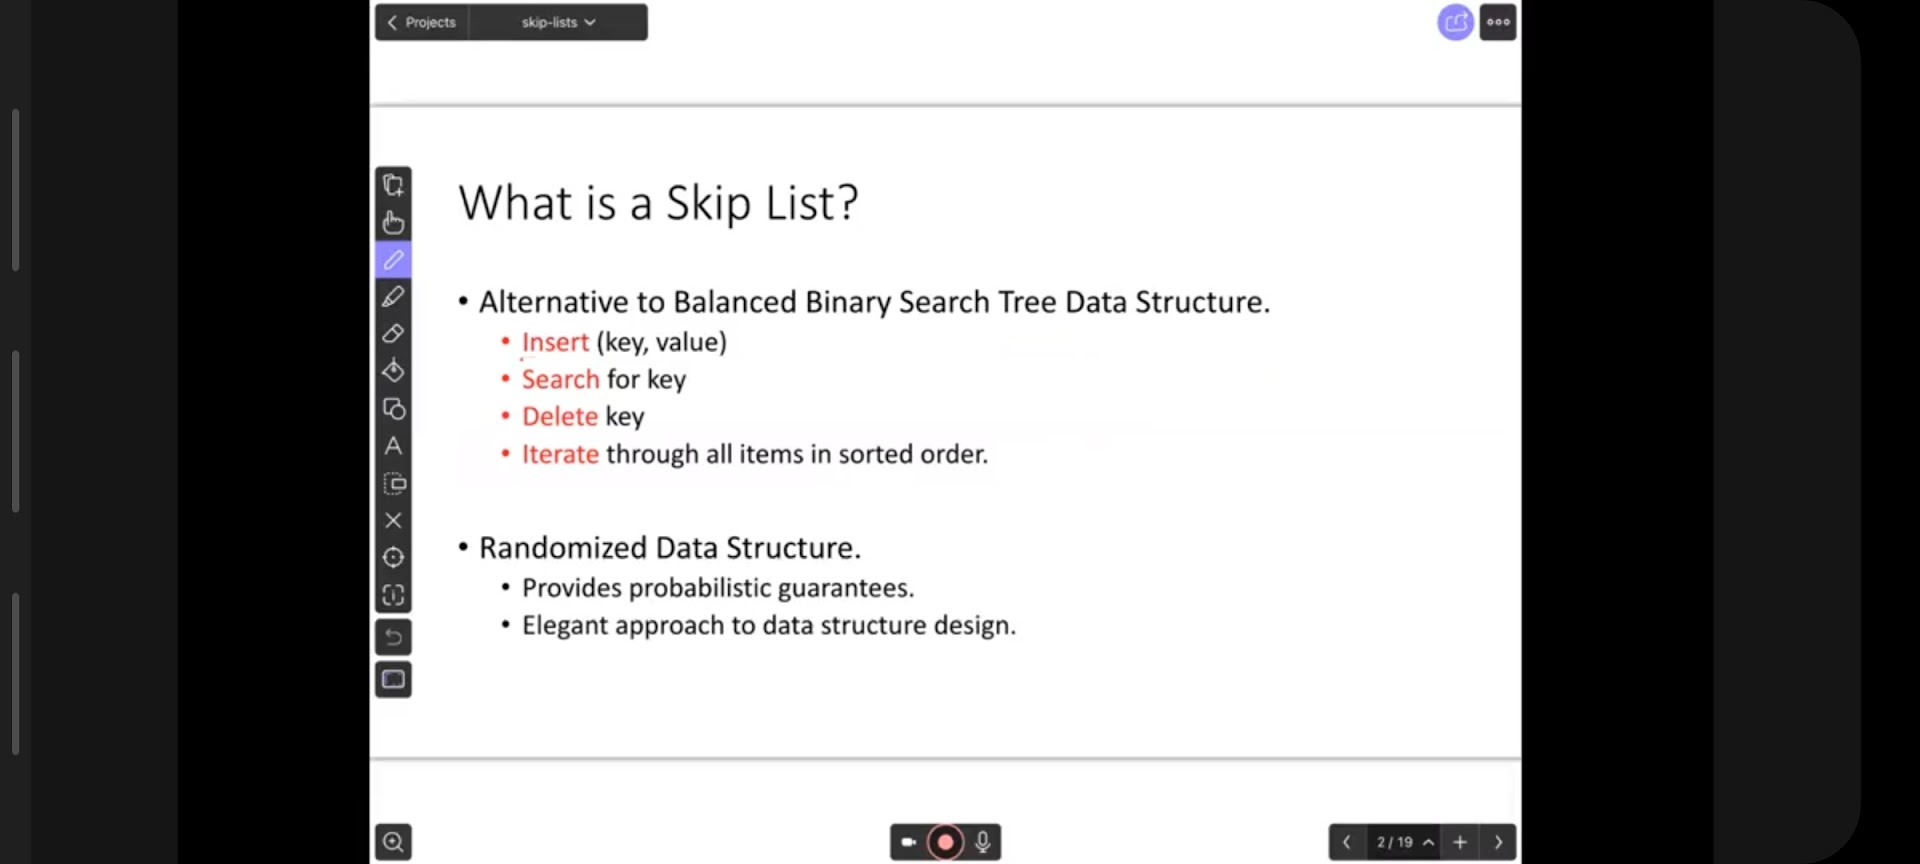 Projects
skip-lists
What is a Skip List?
• Alternative to Balanced Binary Search Tree Data Structure.
• Insert (key, value)
• Search for key
• Delete key
• Iterate through all items in sorted order.
• Randomized Data Structure.
• Provides probabilistic guarantees.
• Elegant approach to data structure design.
2 / 19